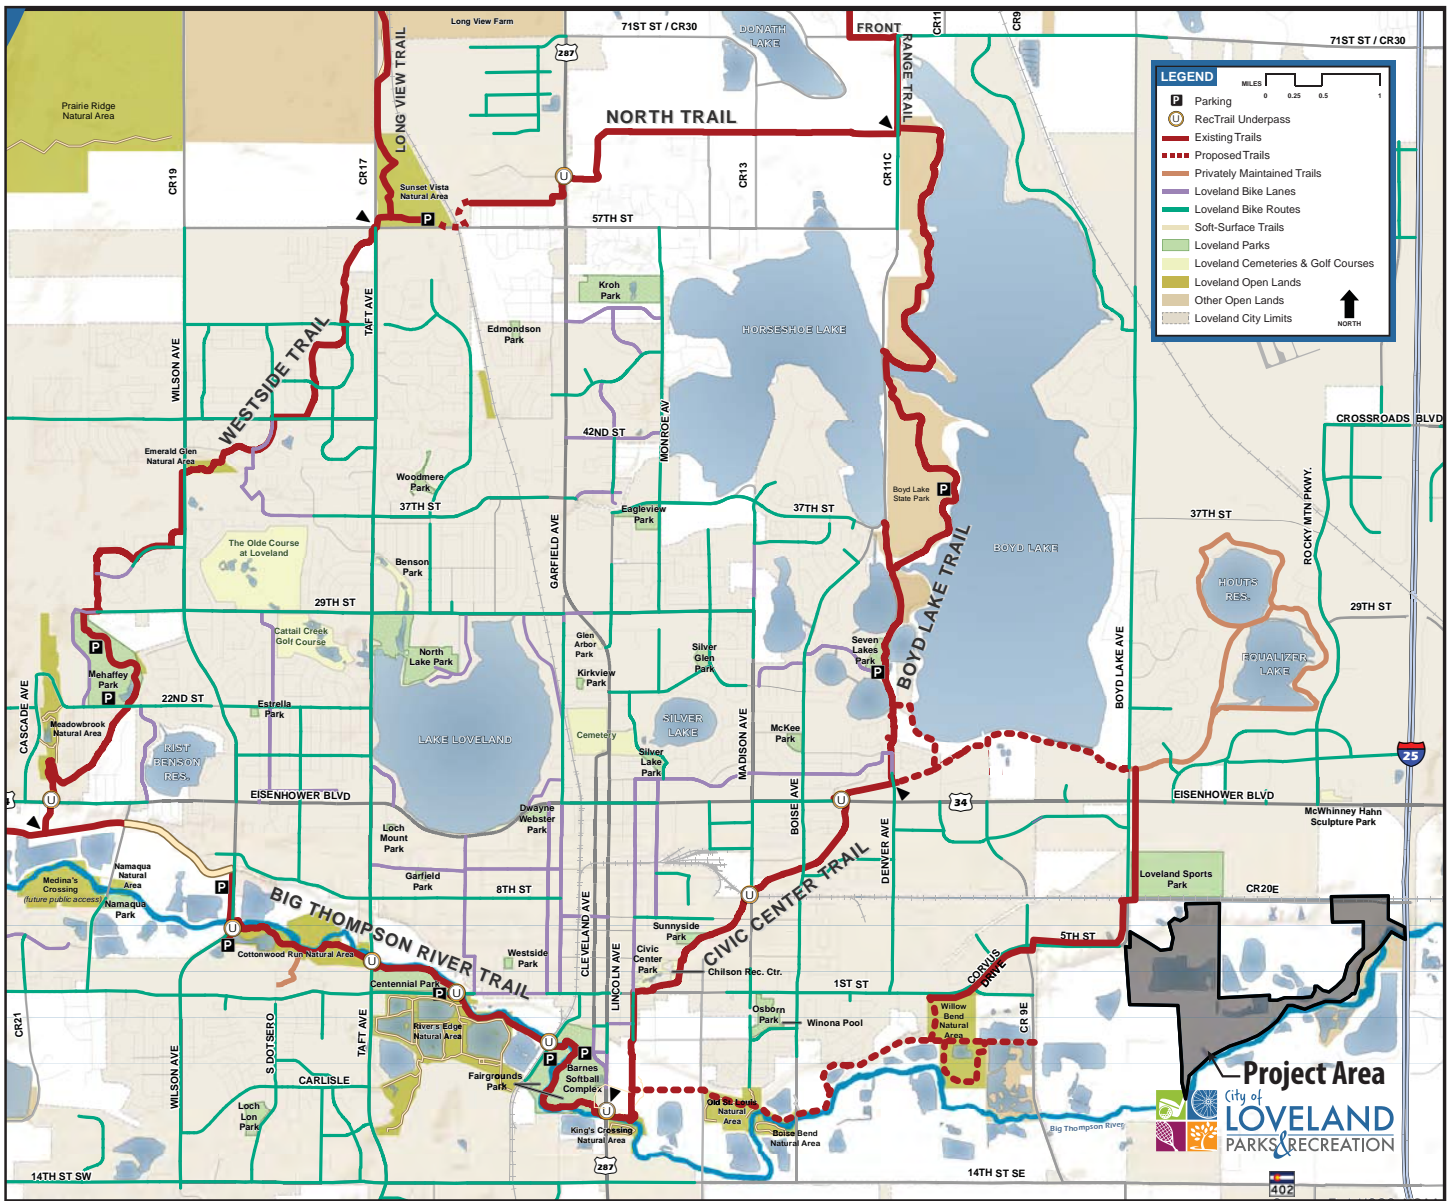 Long View Farm
71ST ST / CR30
287
DONATH
LAKE
FRONT
RANGE TRAIL
CR11
CR9
71ST ST / CR30
LEGEND
MILES
0 0.25 0.5 1
P Parking
U RecTrail Underpass
Existing Trails
Proposed Trails
Privately Maintained Trails
Loveland Bike Lanes
Loveland Bike Routes
Soft-Surface Trails
Loveland Parks
Loveland Cemeteries & Golf Courses
Loveland Open Lands
Other Open Lands
Loveland City Limits
NORTH
Prairie Ridge
Natural Area
LONG VIEW TRAIL
NORTH TRAIL
CR19
CR17
CR13
CR11C
U
Sunset Vista
Natural Area
P
57TH ST
Kroh
Park
TAFT AVE
Edmondson
Park
HORSESHOE LAKE
WILSON AVE
WESTSIDE TRAIL
MONROE AV
42ND ST
CROSSROADS BLVD
Emerald Glen
Natural Area
Woodmere
Park
37TH ST
Eagleview
Park
37TH ST
Boyd Lake
State Park
P
37TH ST
ROCKY MTN PKWY.
The Olde Course
at Loveland
Benson
Park
GARFIELD AVE
BOYD LAKE
BOYD LAKE TRAIL
HOUTS
RES.
29TH ST
29TH ST
Cattail Creek
Golf Course
North
Lake Park
Glen
Arbor
Park
Kirkview
Park
Silver
Glen
Park
Seven
Lakes
Park
P
BOYD LAKE AVE
EQUALIZER
LAKE
P
Mehaffey
Park
P
22ND ST
CASCADE AVE
Meadowbrook
Natural Area
Estrella
Park
RIST
BENSON
RES.
LAKE LOVELAND
Cemetery
SILVER
LAKE
Silver
Lake
Park
MADISON AVE
McKee
Park
25
U
EISENHOWER BLVD
Dwayne
Webster
Park
BOISE AVE
U
34
EISENHOWER BLVD
McWhinney Hahn
Sculpture Park
Loch
Mount
Park
DENVER AVE
Namaqua
Natural
Area
Medina's
Crossing
(future public access)
Namaqua
Park
P
Garfield
Park
8TH ST
CLEVELAND AVE
U
CIVIC CENTER TRAIL
Loveland Sports
Park
CR20E
BIG THOMPSON RIVER TRAIL
U
P
Cottonwood Run Natural Area
U
Westside
Park
LINCOLN AVE
Sunnyside
Park
Civic
Center
Park
Chilson Rec. Ctr.
5TH ST
CORVUS
DRIVE
Centennial Park
P
U
1ST ST
CR21
TAFT AVE
S DOTSERO
River's Edge
Natural Area
U
P
P
Osborn
Park
Winona Pool
Willow
Bend
Natural
Area
CR 9E
WILSON AVE
CARLISLE
Fairgrounds
Park
Barnes
Softball
Complex
Project Area
Loch
Lon
Park
U
King's Crossing
Natural Area
Old St. Louis
Natural
Area
Boise Bend
Natural Area
Big Thompson River
City of
LOVELAND
PARKS & RECREATION
14TH ST SW
287
14TH ST SE
402